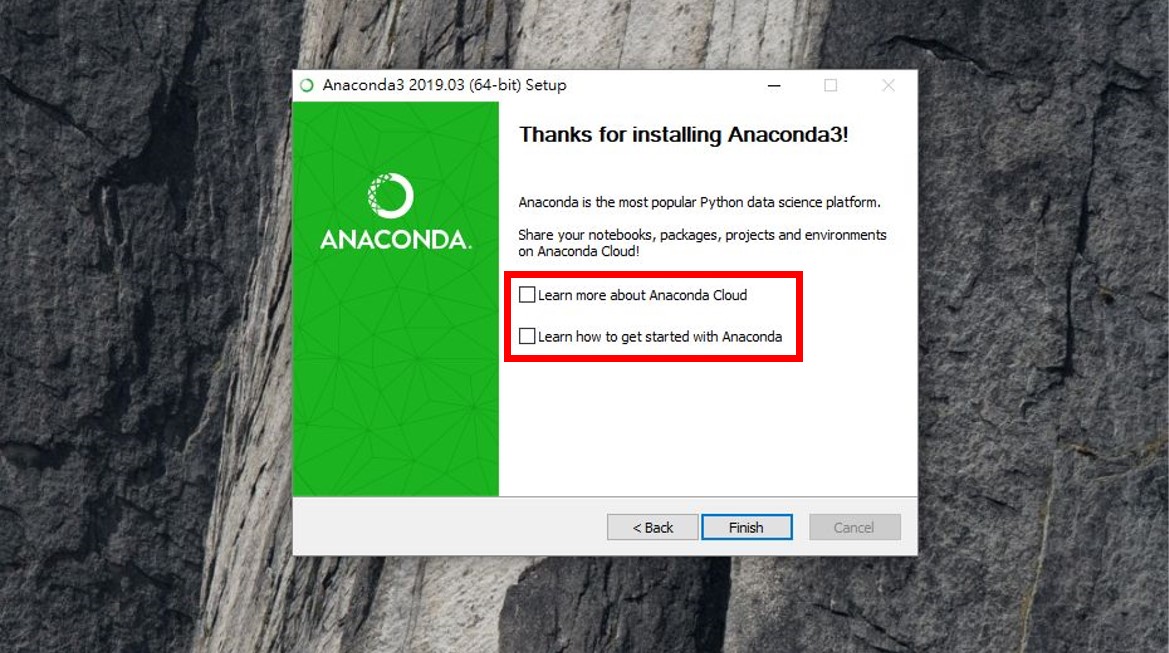 Anaconda3 2019.03 (64-bit) Setup
ANACONDA.
Thanks for installing Anaconda3!
Anaconda is the most popular Python data science platform.
Share your notebooks, packages, projects and environments
on Anaconda Cloud!
Learn more about Anaconda Cloud
Learn how to get started with Anaconda
< Back
Finish
Cancel